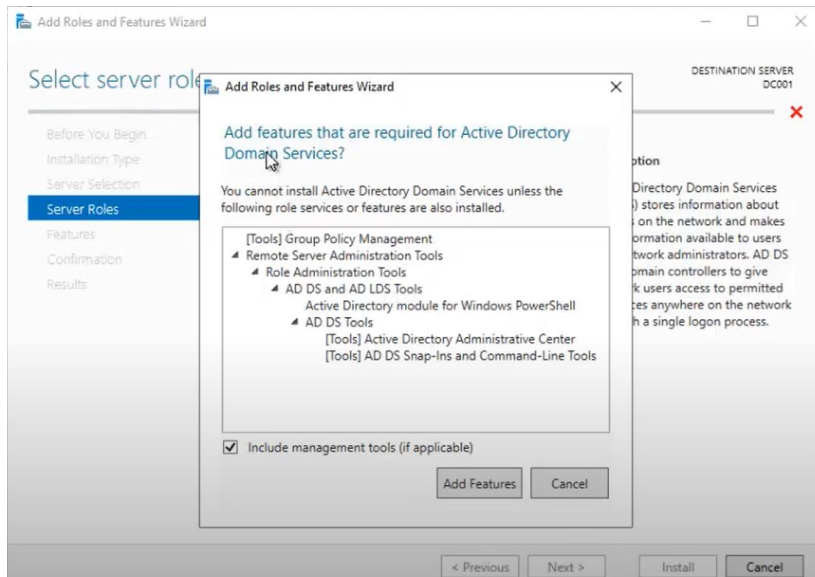 Add Roles and Features Wizard
Select server role
DESTINATION SERVER
DC001
Before You Begin
Installation Type
Server Selection
Server Roles
Features
Confirmation
Results
Add Roles and Features Wizard
Add features that are required for Active Directory
Domain Services?
You cannot install Active Directory Domain Services unless the
following role services or features are also installed.
[Tools] Group Policy Management
Remote Server Administration Tools
Role Administration Tools
AD DS and AD LDS Tools
Active Directory module for Windows PowerShell
AD DS Tools
[Tools] Active Directory Administrative Center
[Tools] AD DS Snap-Ins and Command-Line Tools
Include management tools (if applicable)
Add Features
Cancel
Directory Domain Services
stores information about
on the network and makes
available to users
administrators. AD DS
controllers to give
users access to permitted
anywhere on the network
a single logon process.
< Previous
Next >
Install
Cancel